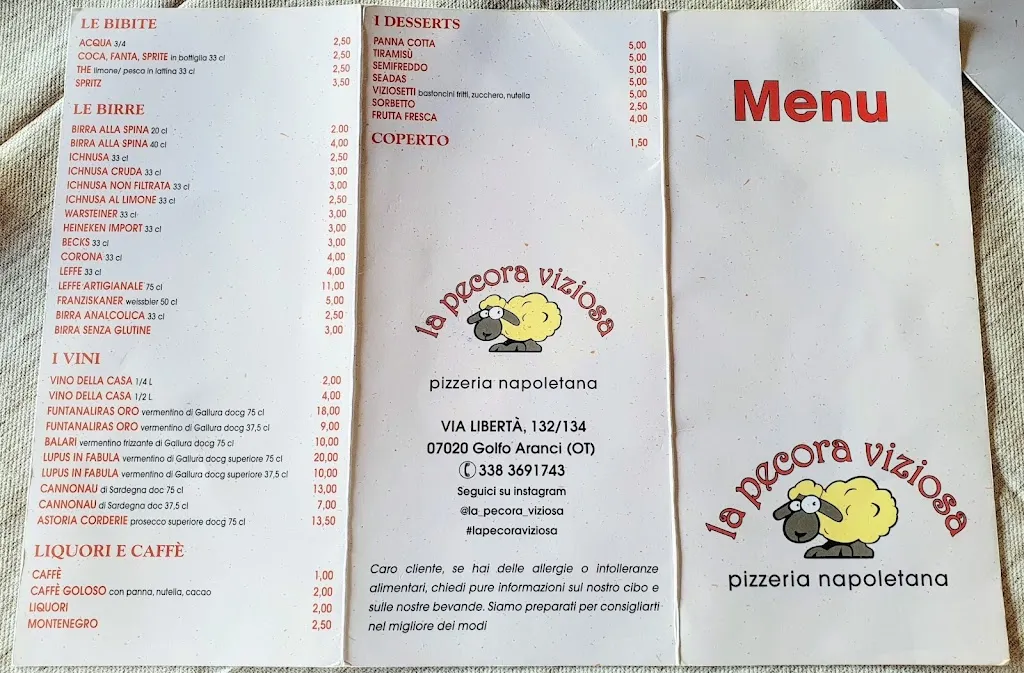 LE BIBITE
ACQUA 3/4 2,50
COCA, FANTA, SPRITE in bottiglia 33 cl 2,50
THE limone/ pesca in lattina 33 cl 2,50
SPRITZ 3,50
LE BIRRE
BIRRA ALLA SPINA 20 cl 2,00
BIRRA ALLA SPINA 40 cl 4,00
ICHNUSA 33 cl 2,50
ICHNUSA CRUDA 33 cl 3,00
ICHNUSA NON FILTRATA 33 cl 3,00
ICHNUSA AL LIMONE 33 cl 2,50
WARSTEINER 33 cl 3,00
HEINEKEN IMPORT 33 cl 3,00
BECKS 33 cl 3,00
CORONA 33 cl 4,00
LEFFE 33 cl 4,00
LEFFE ARTIGIANALE 75 cl 11,00
FRANZISKANER weissbier 50 cl 5,00
BIRRA ANALCOLICA 33 cl 2,50
BIRRA SENZA GLUTINE 3,00
I VINI
VINO DELLA CASA 1/4 L 2,00
VINO DELLA CASA 1/2 L 4,00
FUNTANALIRAS ORO vermentino di Gallura docg 75 cl 18,00
FUNTANALIRAS ORO vermentino di Gallura docg 37,5 cl 9,00
BALARI vermentino frizzante di Gallura docg 75 cl 10,00
LUPUS IN FABULA vermentino di Gallura docg superiore 75 cl 20,00
LUPUS IN FABULA vermentino di Gallura docg superiore 37,5 cl 10,00
CANNONAU di Sardegna doc 75 cl 13,00
CANNONAU di Sardegna doc 37,5 cl 7,00
ASTORIA CORDERIE prosecco superiore docg 75 cl 13,50
LIQUORI E CAFFÈ
CAFFÈ 1,00
CAFFÈ GOLOSO con panna, nutella, cacao 2,00
LIQUORI 2,00
MONTENEGRO 2,50
I DESSERTS
PANNA COTTA 5,00
TIRAMISÙ 5,00
SEMIFREDDO 5,00
SEADAS 5,00
VIZIOSETTI bastoncini fritti, zucchero, nutella 5,00
SORBETTO 2,50
FRUTTA FRESCA 4,00
COPERTO 1,50
la pecora viziosa
pizzeria napoletana
VIA LIBERTÀ, 132/134
07020 Golfo Aranci (OT)
338 3691743
Seguici su instagram
@la_pecora_viziosa
#lapecoraviziosa
Caro cliente, se hai delle allergie o intolleranze
alimentari, chiedi pure informazioni sul nostro cibo e
sulle nostre bevande. Siamo preparati per consigliarti
nel migliore dei modi
Menu
la pecora viziosa
pizzeria napoletana